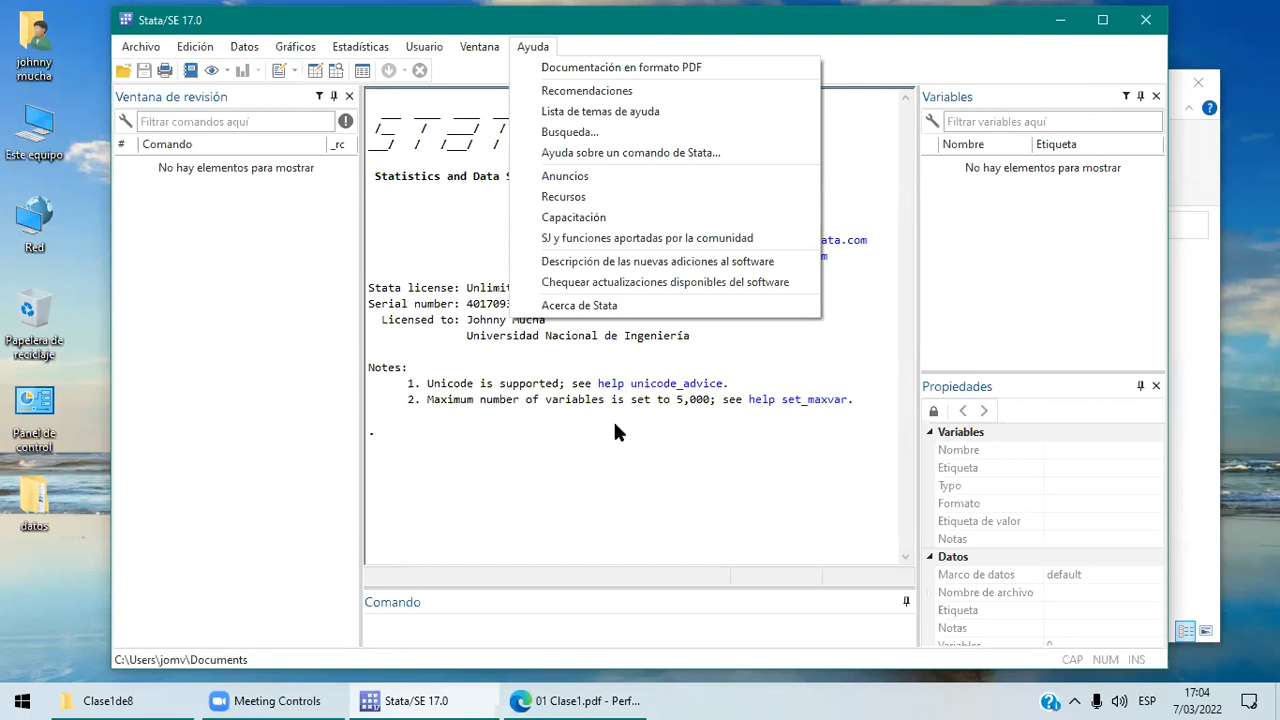 Stata/SE 17.0
Archivo Edición Datos Gráficos Estadísticas Usuario Ventana Ayuda
Documentación en formato PDF
Recomendaciones
Lista de temas de ayuda
Busqueda...
Ayuda sobre un comando de Stata...
Anuncios
Recursos
Capacitación
SJ y funciones aportadas por la comunidad
Descripción de las nuevas adiciones al software
Chequear actualizaciones disponibles del software
Acerca de Stata
Ventana de revisión
Filtrar comandos aquí
# Comando _rc
No hay elementos para mostrar
Statistics and Data S
ata.com
m
Stata license: Unlimit
Serial number: 4017093
Licensed to: Johnny Mucha
Universidad Nacional de Ingeniería
Notes:
1. Unicode is supported; see help unicode_advice.
2. Maximum number of variables is set to 5,000; see help set_maxvar.
.
Comando
Variables
Filtrar variables aquí
Nombre Etiqueta
No hay elementos para mostrar
Propiedades
Variables
Nombre
Etiqueta
Typo
Formato
Etiqueta de valor
Notas
Datos
Marco de datos default
Nombre de archivo
Etiqueta
Notas
Variables 0
C:\Users\jomv\Documents
CAP NUM INS
johnny
mucha
Este equipo
Red
Papelera de
reciclaje
Panel de
control
datos
Clase1de8
Meeting Controls
Stata/SE 17.0
01 Clase1.pdf - Perf...
ESP
17:04
7/03/2022